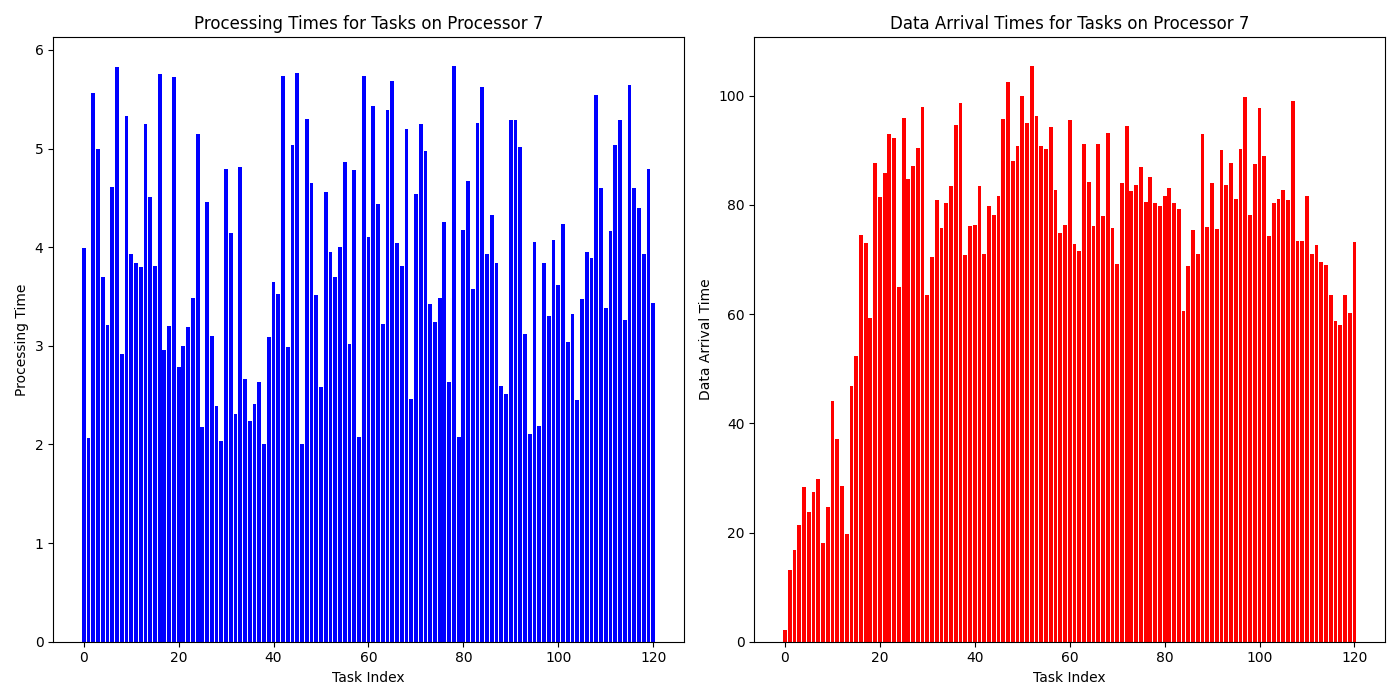 Processing Times for Tasks on Processor 7
Processing Time
6
5
4
3
2
1
0
0 20 40 60 80 100 120
Task Index
Data Arrival Times for Tasks on Processor 7
Data Arrival Time
100
80
60
40
20
0
0 20 40 60 80 100 120
Task Index